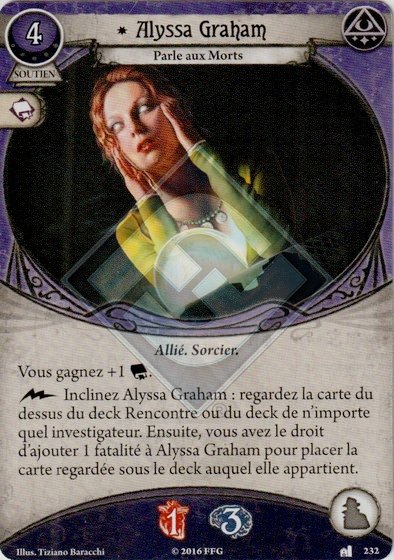 4
SOUTIEN
Alyssa Graham
Parle aux Morts
Allié. Sorcier.
Vous gagnez +1 .
Inclinez Alyssa Graham : regardez la carte du
dessus du deck Rencontre ou du deck de n'importe
quel investigateur. Ensuite, vous avez le droit
d'ajouter 1 fatalité à Alyssa Graham pour placer la
carte regardée sous le deck auquel elle appartient.
1
3
Illus. Tiziano Baracchi
© 2016 FFG
232